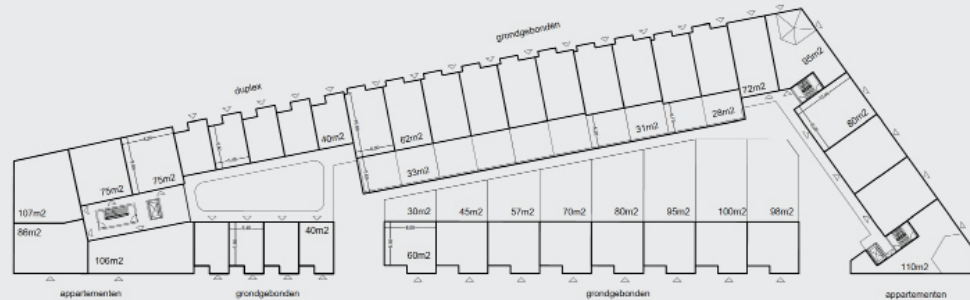 grondgebonden
duplex
95m2
72m2
28m2
31m2
40m2
62m2
60m2
33m2
75m2
75m2
107m2
30m2
45m2
57m2
70m2
80m2
95m2
100m2
98m2
86m2
40m2
60m2
106m2
110m2
appartementen
grondgebonden
grondgebonden
appartementen